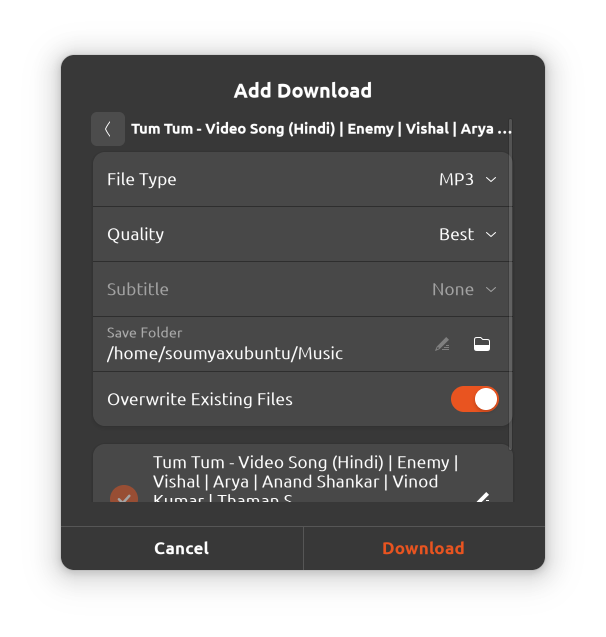 Add Download
Tum Tum - Video Song (Hindi) | Enemy | Vishal | Arya ...
File Type
MP3
Quality
Best
Subtitle
None
Save Folder
/home/soumyaxubuntu/Music
Overwrite Existing Files
Tum Tum - Video Song (Hindi) | Enemy |
Vishal | Arya | Anand Shankar | Vinod
Kumar | Thaman S
Cancel
Download